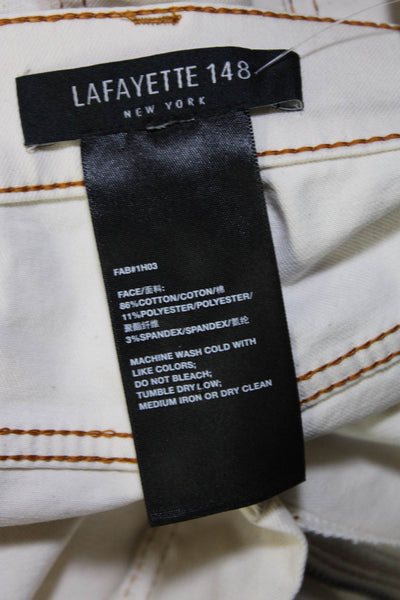 LAFAYETTE 148
NEW YORK
FAB#1H03
FACE/面料:
86%COTTON/COTON/棉
11%POLYESTER/POLYESTER/
聚酯纤维
3%SPANDEX/SPANDEX/氨纶
MACHINE WASH COLD WITH
LIKE COLORS;
DO NOT BLEACH;
TUMBLE DRY LOW;
MEDIUM IRON OR DRY CLEAN